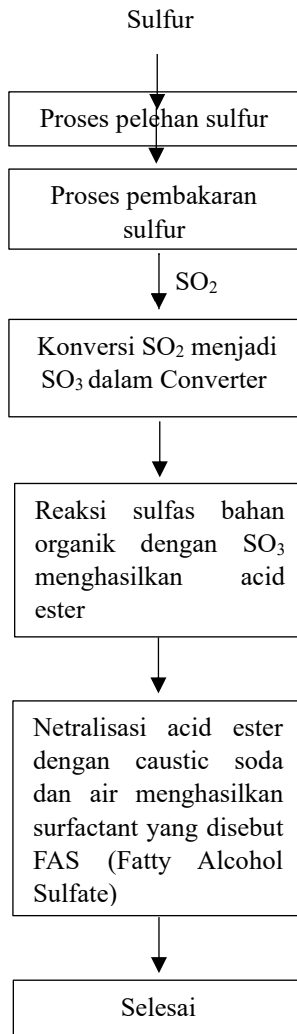 Sulfur
Proses pelehan sulfur
Proses pembakaran
sulfur
SO₂
Konversi SO₂ menjadi
SO₃ dalam Converter
Reaksi sulfas bahan
organik dengan SO₃
menghasilkan acid
ester
Netralisasi acid ester
dengan caustic soda
dan air menghasilkan
surfactant yang disebut
FAS (Fatty Alcohol
Sulfate)
Selesai